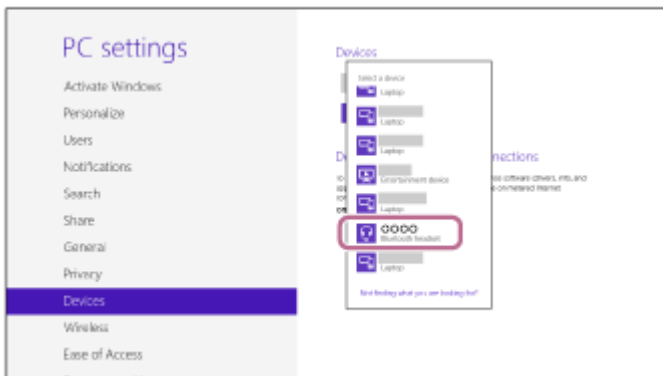 PC settings
Activate Windows
Personalize
Users
Notifications
Search
Share
General
Privacy
Devices
Wireless
Ease of Access
Devices
Select a device
Laptop
Laptop
Laptop
Entertainment device
Laptop
OOOO
Bluetooth headset
Laptop
Not finding what you are looking for?
nections